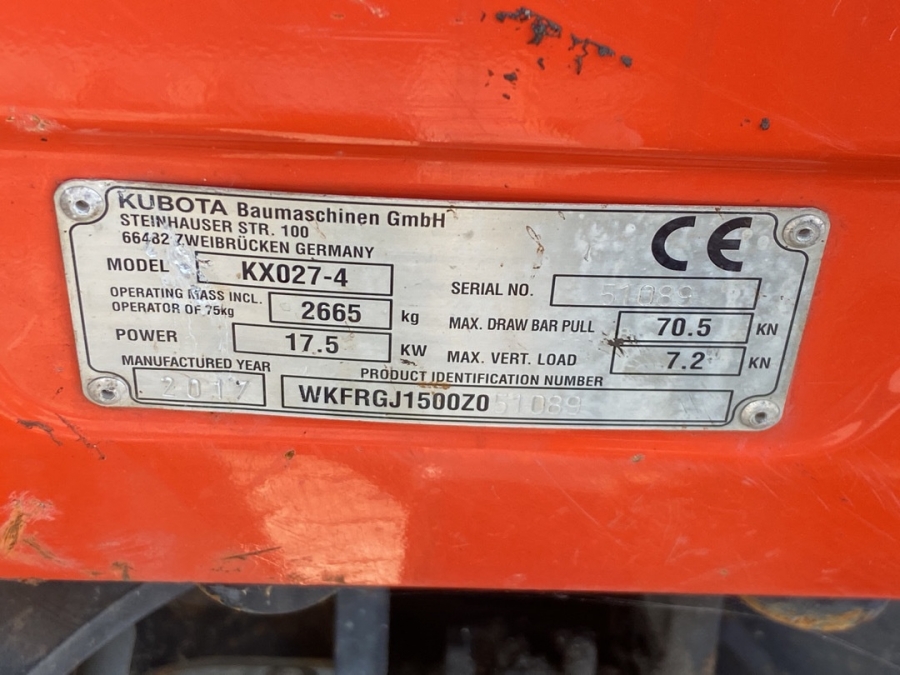 KUBOTA Baumaschinen GmbH
STEINHAUSER STR. 100
66482 ZWEIBRÜCKEN GERMANY
CE
MODEL KX027-4
SERIAL NO. 51089
OPERATING MASS INCL.
OPERATOR OF 75kg
2665 kg
MAX. DRAW BAR PULL 70.5 KN
POWER 17.5 KW
MAX. VERT. LOAD 7.2 KN
MANUFACTURED YEAR
2017
PRODUCT IDENTIFICATION NUMBER
WKFRGJ1500Z051089